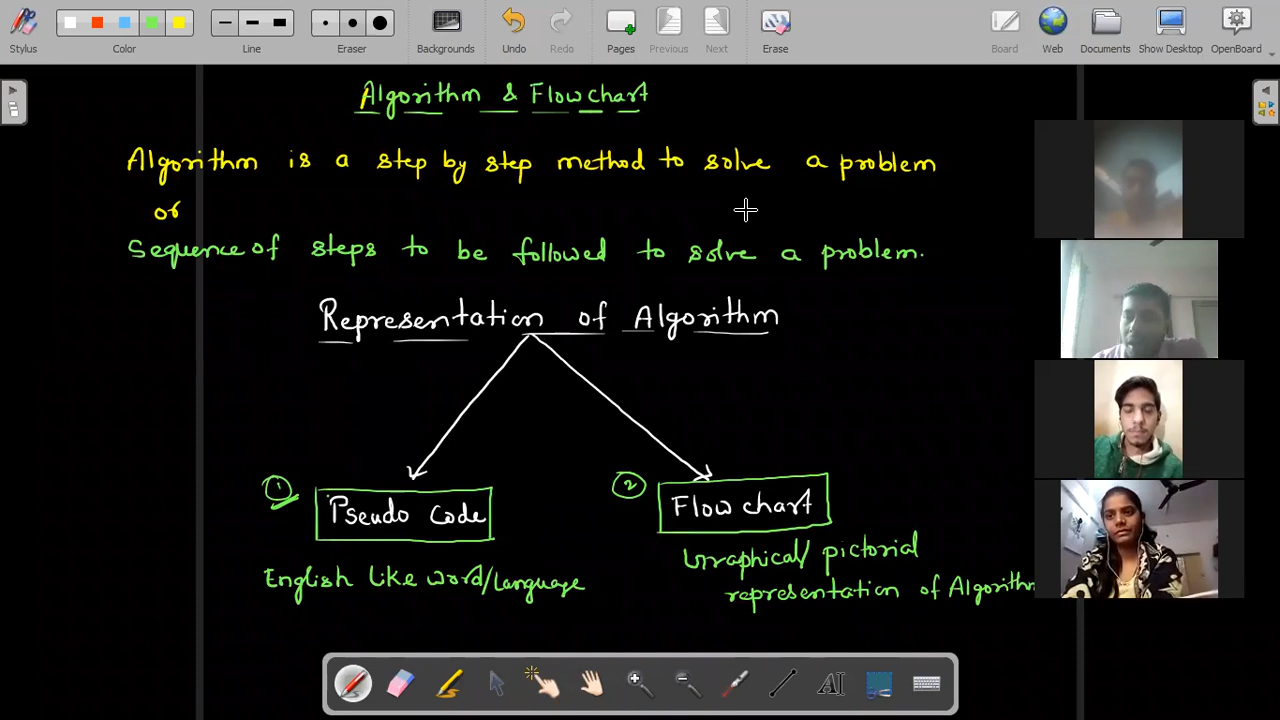 Stylus Color Line Eraser Backgrounds Undo Redo Pages Previous Next Erase Board Web Documents Show Desktop OpenBoard
Algorithm & Flowchart
Algorithm is a step by step method to solve a problem
or
Sequence of steps to be followed to solve a problem.
Representation of Algorithm
1
Pseudo Code
English Like word/Language
2
Flow chart
Graphical/ pictorial
representation of Algorithm